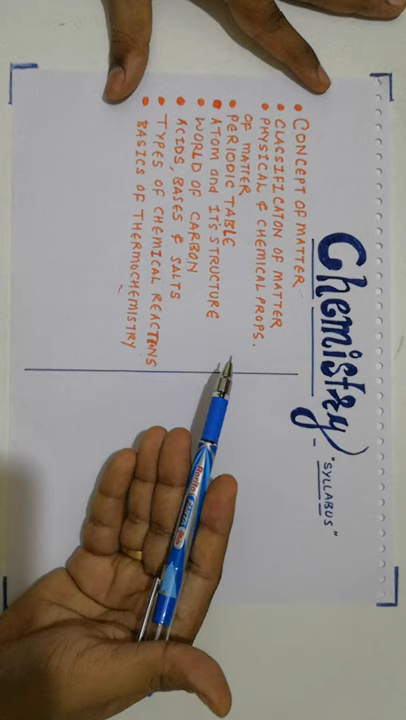 Chemistry
"SYLLABUS"
• CONCEPT OF MATTER
• CLASSIFICATON OF MATTER
• PHYSICAL & CHEMICAL PROPS.
OF MATTER
• PERIODIC TABLE
• ATOM and IT'S STRUCTURE
• WORLD OF CARBON
• ACIDS, BASES & SALTS
• TYPES OF CHEMICAL REACTIONS
• BASICS OF THERMOCHEMISTRY